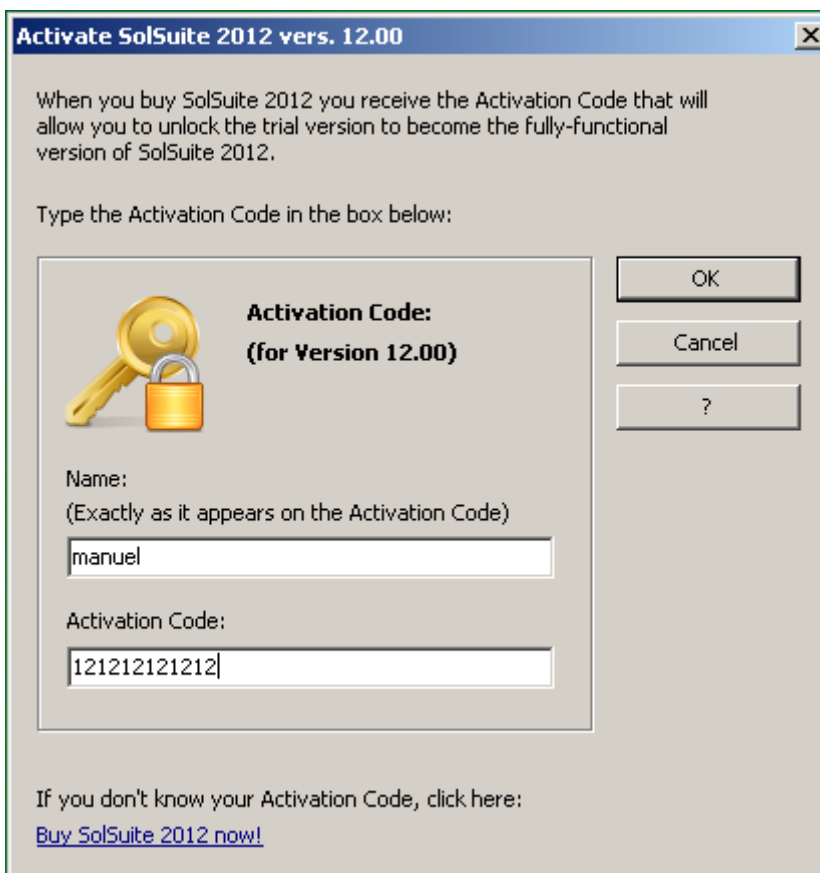 Activate SolSuite 2012 vers. 12.00
When you buy SolSuite 2012 you receive the Activation Code that will
allow you to unlock the trial version to become the fully-functional
version of SolSuite 2012.
Type the Activation Code in the box below:
Activation Code:
(for Version 12.00)
Name:
(Exactly as it appears on the Activation Code)
manuel
Activation Code:
121212121212
OK
Cancel
?
If you don't know your Activation Code, click here:
Buy SolSuite 2012 now!